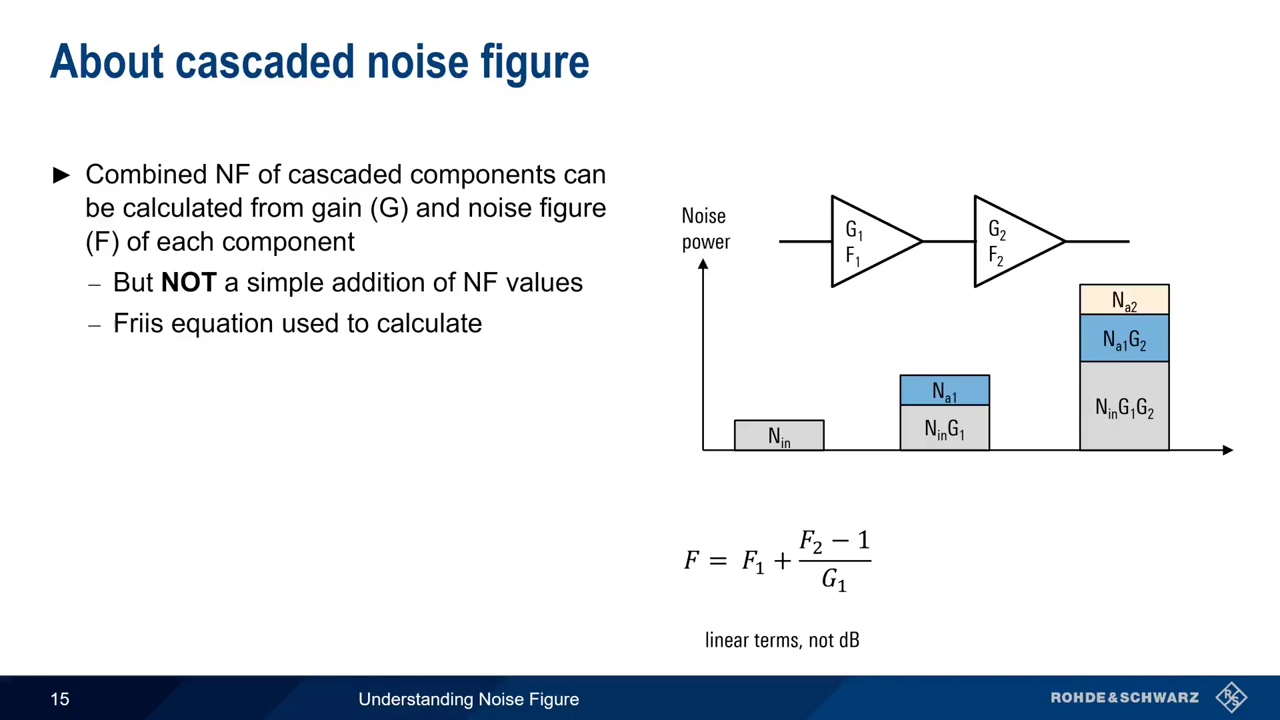 About cascaded noise figure
► Combined NF of cascaded components can
be calculated from gain (G) and noise figure
(F) of each component
– But NOT a simple addition of NF values
– Friis equation used to calculate
Noise
power
G₁
F₁
G₂
F₂
Nₐ₂
Nₐ₁G₂
NᵢₙG₁G₂
Nₐ₁
NᵢₙG₁
Nᵢₙ
F = F₁ + (F₂ − 1)/G₁
linear terms, not dB
15
Understanding Noise Figure
ROHDE&SCHWARZ
R&S